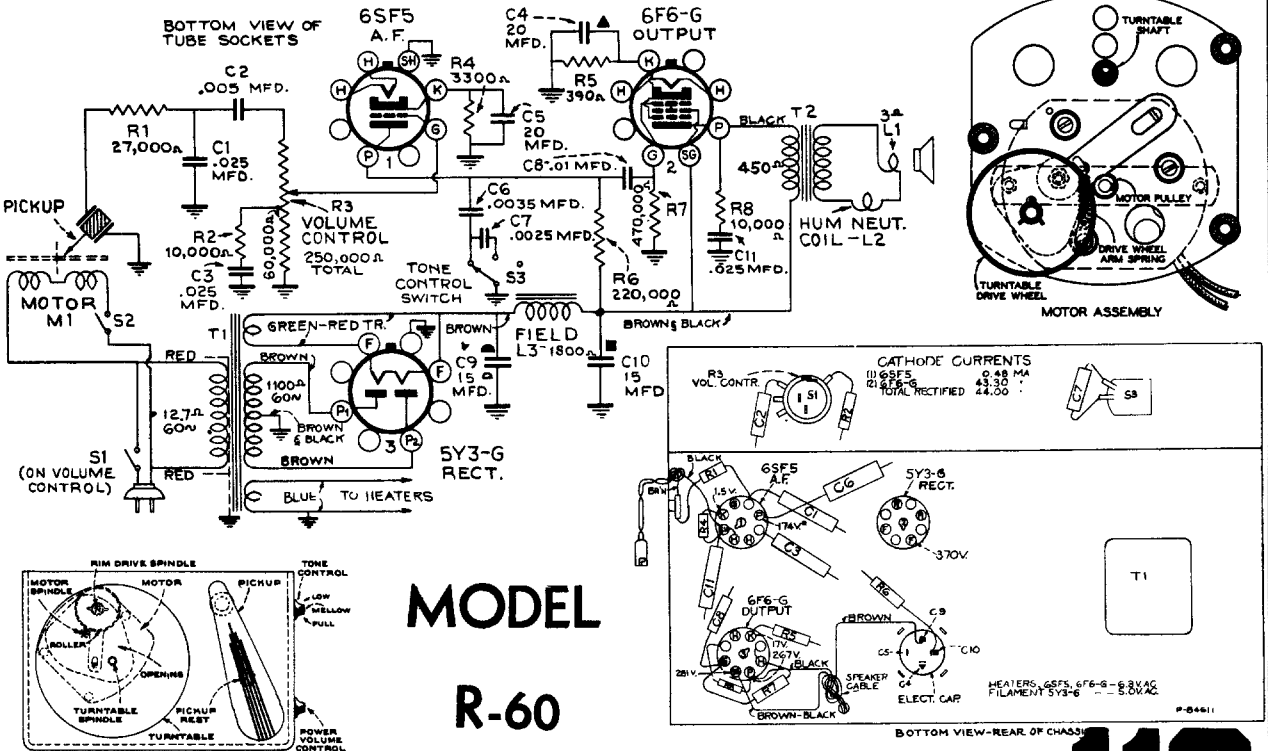 BOTTOM VIEW OF
TUBE SOCKETS
6SF5
A.F.
C4
20
MFD.
6F6-G
OUTPUT
TURNTABLE
SHAFT
C2
.005 MFD.
R4
3300Ω
R5
390Ω
R1
27,000Ω
C1
.025
MFD.
H
SH
H
K
G
P
1
C5
20
MFD.
K
H
H
P
G
2
SG
BLACK
T2
3Ω
L1
450Ω
C8-.01 MFD.
PICKUP
R3
VOLUME
CONTROL
250,000Ω
TOTAL
R2
10,000Ω
C3
.025
MFD.
60,000Ω
C6
.0035 MFD.
C7
.0025 MFD.
470,000Ω
R7
R8
10,000
Ω
C11
.025 MFD.
HUM NEUT.
COIL-L2
MOTOR PULLEY
DRIVE WHEEL
ARM SPRING
TURNTABLE
DRIVE WHEEL
MOTOR ASSEMBLY
TONE
CONTROL
SWITCH
S3
R6
220,000
Ω
MOTOR
M1
S2
T1
GREEN-RED TR.
BROWN
FIELD
L3-1800Ω
BROWN & BLACK
RED
BROWN
F
F
C9
15
MFD.
C10
15
MFD
1100Ω
60~
12.7Ω
60~
BROWN
& BLACK
P1
P2
3
BROWN
5Y3-G
RECT.
S1
(ON VOLUME
CONTROL)
RED
BLUE
TO HEATERS
R3
VOL. CONTR.
C2
S1
R2
CATHODE CURRENTS
(1) 6SF5 0.48 MA
(2) 6F6-G 43.30 "
TOTAL RECTIFIED 44.00 "
C7
S3
BLACK
BRN
R1
6SF5
A.F.
1.5V.
R4
C6
C1
174V.
C3
5Y3-G
RECT.
370V.
T1
C11
C8
6F6-G
OUTPUT
R5
17V.
267V.
BLACK
281V.
R7
BROWN-BLACK
SPEAKER
CABLE
R6
BROWN
C9
C5
C10
C4
ELECT. CAP.
HEATERS, 6SF5, 6F6-G-6.3V.AC.
FILAMENT 5Y3-G -- 5.0V.AC.
P-84611
BOTTOM VIEW-REAR OF CHASSI
RIM DRIVE SPINDLE
MOTOR
SPINDLE
MOTOR
PICKUP
TONE
CONTROL
LOW
MELLOW
FULL
ROLLER
OPENING
TURNTABLE
SPINDLE
PICKUP
REST
TURNTABLE
POWER
VOLUME
CONTROL
MODEL
R-60